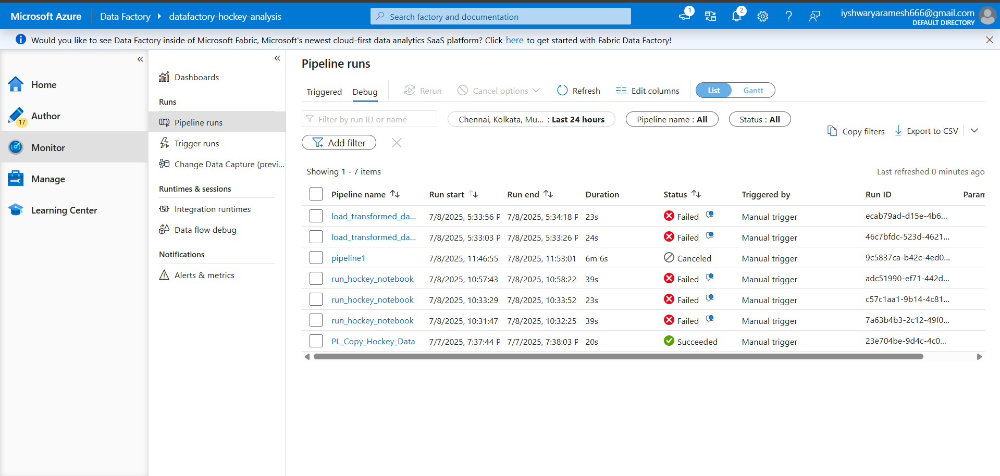 Microsoft Azure Data Factory datafactory-hockey-analysis Search factory and documentation 1 2 iyshwaryaramesh666@gmail.com
DEFAULT DIRECTORY
Would you like to see Data Factory inside of Microsoft Fabric, Microsoft's newest cloud-first data analytics SaaS platform? Click here to get started with Fabric Data Factory!
Home
Author
17
Monitor
Manage
Learning Center
Dashboards
Runs
Pipeline runs
Trigger runs
Change Data Capture (previ...
Runtimes & sessions
Integration runtimes
Data flow debug
Notifications
Alerts & metrics
Pipeline runs
Triggered Debug Rerun Cancel options Refresh Edit columns List Gantt
Filter by run ID or name Chennai, Kolkata, Mu... : Last 24 hours Pipeline name : All Status : All
Copy filters Export to CSV
Add filter
Showing 1 - 7 items Last refreshed 0 minutes ago
Pipeline name Run start Run end Duration Status Triggered by Run ID Param
load_transformed_da... 7/8/2025, 5:33:56 P 7/8/2025, 5:34:18 P 23s Failed Manual trigger ecab79ad-d15e-4b6...
load_transformed_da... 7/8/2025, 5:33:03 P 7/8/2025, 5:33:26 P 24s Failed Manual trigger 46c7bfdc-523d-4621...
pipeline1 7/8/2025, 11:46:55 7/8/2025, 11:53:01 6m 6s Canceled Manual trigger 9c5837ca-b42c-4ed0...
run_hockey_notebook 7/8/2025, 10:57:43 7/8/2025, 10:58:22 39s Failed Manual trigger adc51990-ef71-442d...
run_hockey_notebook 7/8/2025, 10:33:29 7/8/2025, 10:33:52 23s Failed Manual trigger c57c1aa1-9b14-4c81...
run_hockey_notebook 7/8/2025, 10:31:47 7/8/2025, 10:32:25 39s Failed Manual trigger 7a63b4b3-2c12-49f0...
PL_Copy_Hockey_Data 7/7/2025, 7:37:44 P 7/7/2025, 7:38:03 P 20s Succeeded Manual trigger 23e704be-9d4c-4c0...